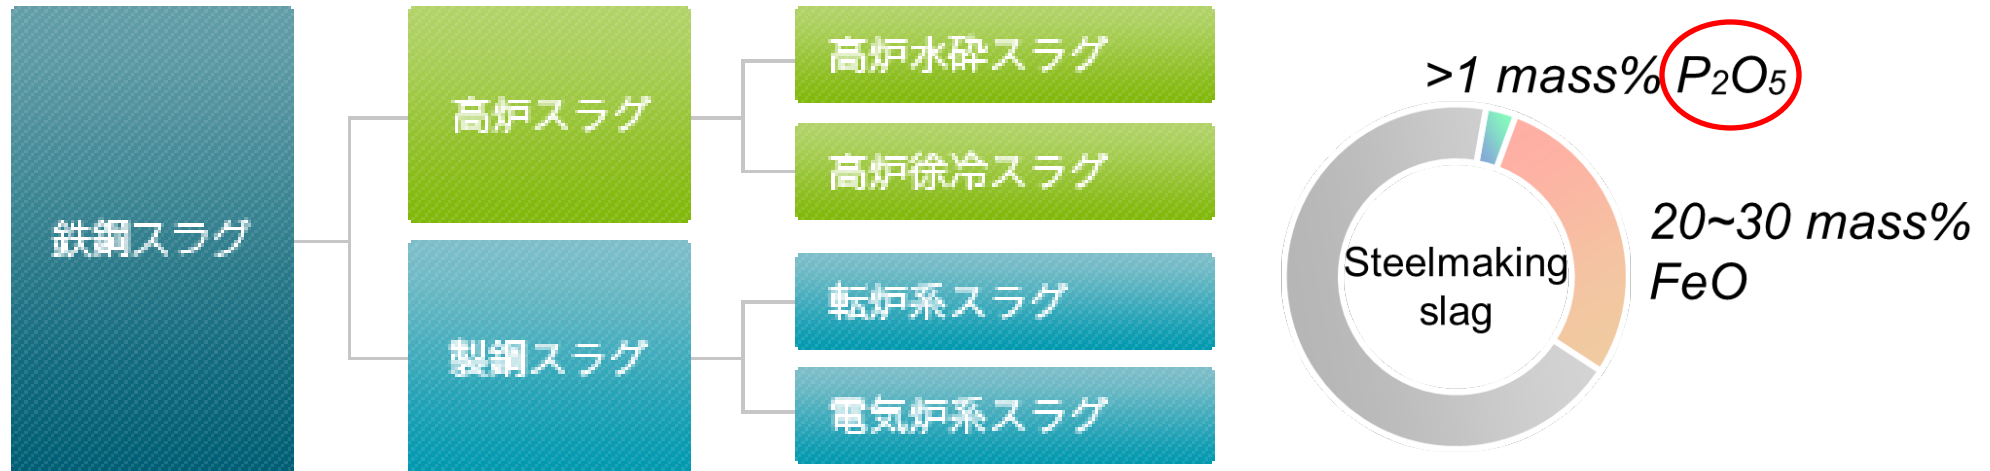 鉄鋼スラグ
高炉スラグ
製鋼スラグ
高炉水砕スラグ
高炉徐冷スラグ
転炉系スラグ
電気炉系スラグ
>1 mass% P₂O₅
20~30 mass%
FeO
Steelmaking
slag